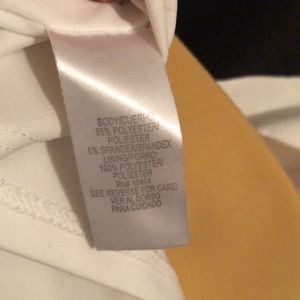 BODY/CUERPO
95% POLYESTER/
POLIESTER
5% SPANDEX/SPANDEX
LINING/FORRO:
100% POLYESTER/
POLIESTER
RN#
SEE REVERSE FOR CARE/
VER AL DORSO
PARA CUIDADO